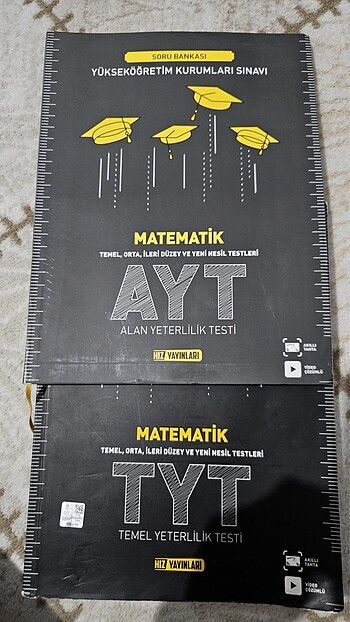 SORU BANKASI
YÜKSEKÖĞRETİM KURUMLARI SINAVI
MATEMATİK
TEMEL, ORTA, İLERİ DÜZEY VE YENİ NESİL TESTLERİ
AYT
ALAN YETERLİLİK TESTİ
HIZ YAYINLARI
AKILLI
TAHTA
VİDEO
ÇÖZÜMLÜ
MATEMATİK
TEMEL, ORTA, İLERİ DÜZEY VE YENİ NESİL TESTLERİ
TYT
TEMEL YETERLİLİK TESTİ
HIZ YAYINLARI
AKILLI
TAHTA
VİDEO
ÇÖZÜMLÜ